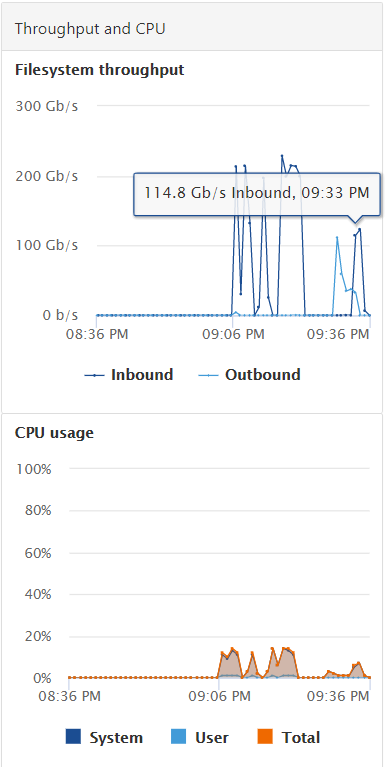 Throughput and CPU
Filesystem throughput
300 Gb/s
200 Gb/s
114.8 Gb/s Inbound, 09:33 PM
100 Gb/s
0 b/s
08:36 PM 09:06 PM 09:36 PM
Inbound Outbound
CPU usage
100%
80%
60%
40%
20%
0%
08:36 PM 09:06 PM 09:36 PM
System User Total